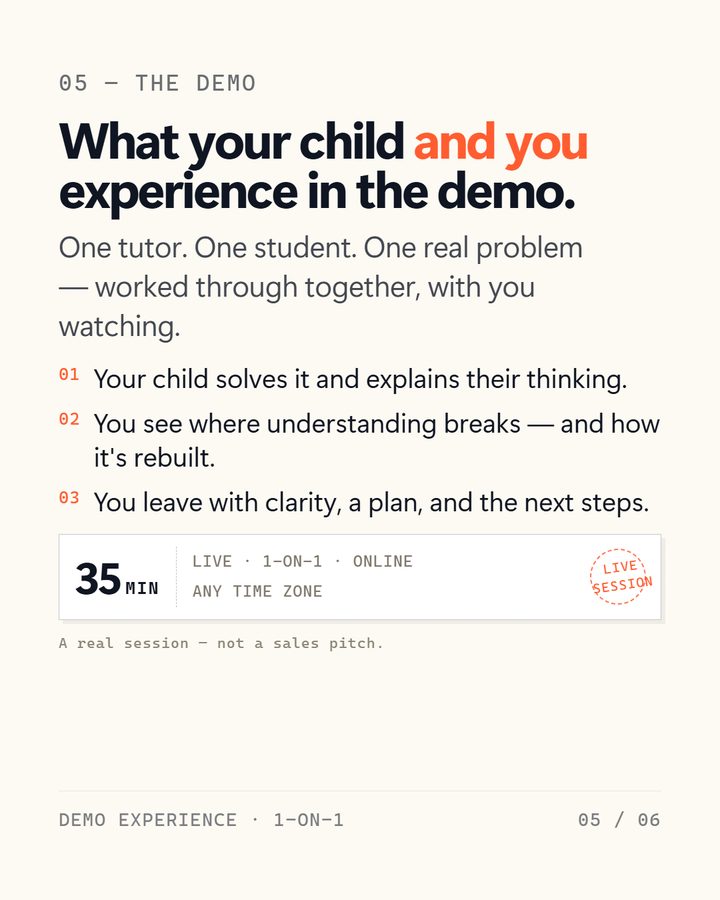 05 — THE DEMO
What your child and you
experience in the demo.
One tutor. One student. One real problem
— worked through together, with you
watching.
01 Your child solves it and explains their thinking.
02 You see where understanding breaks — and how
it's rebuilt.
03 You leave with clarity, a plan, and the next steps.
35 MIN
LIVE · 1-ON-1 · ONLINE
ANY TIME ZONE
LIVE
SESSION
A real session — not a sales pitch.
DEMO EXPERIENCE · 1-ON-1
05 / 06